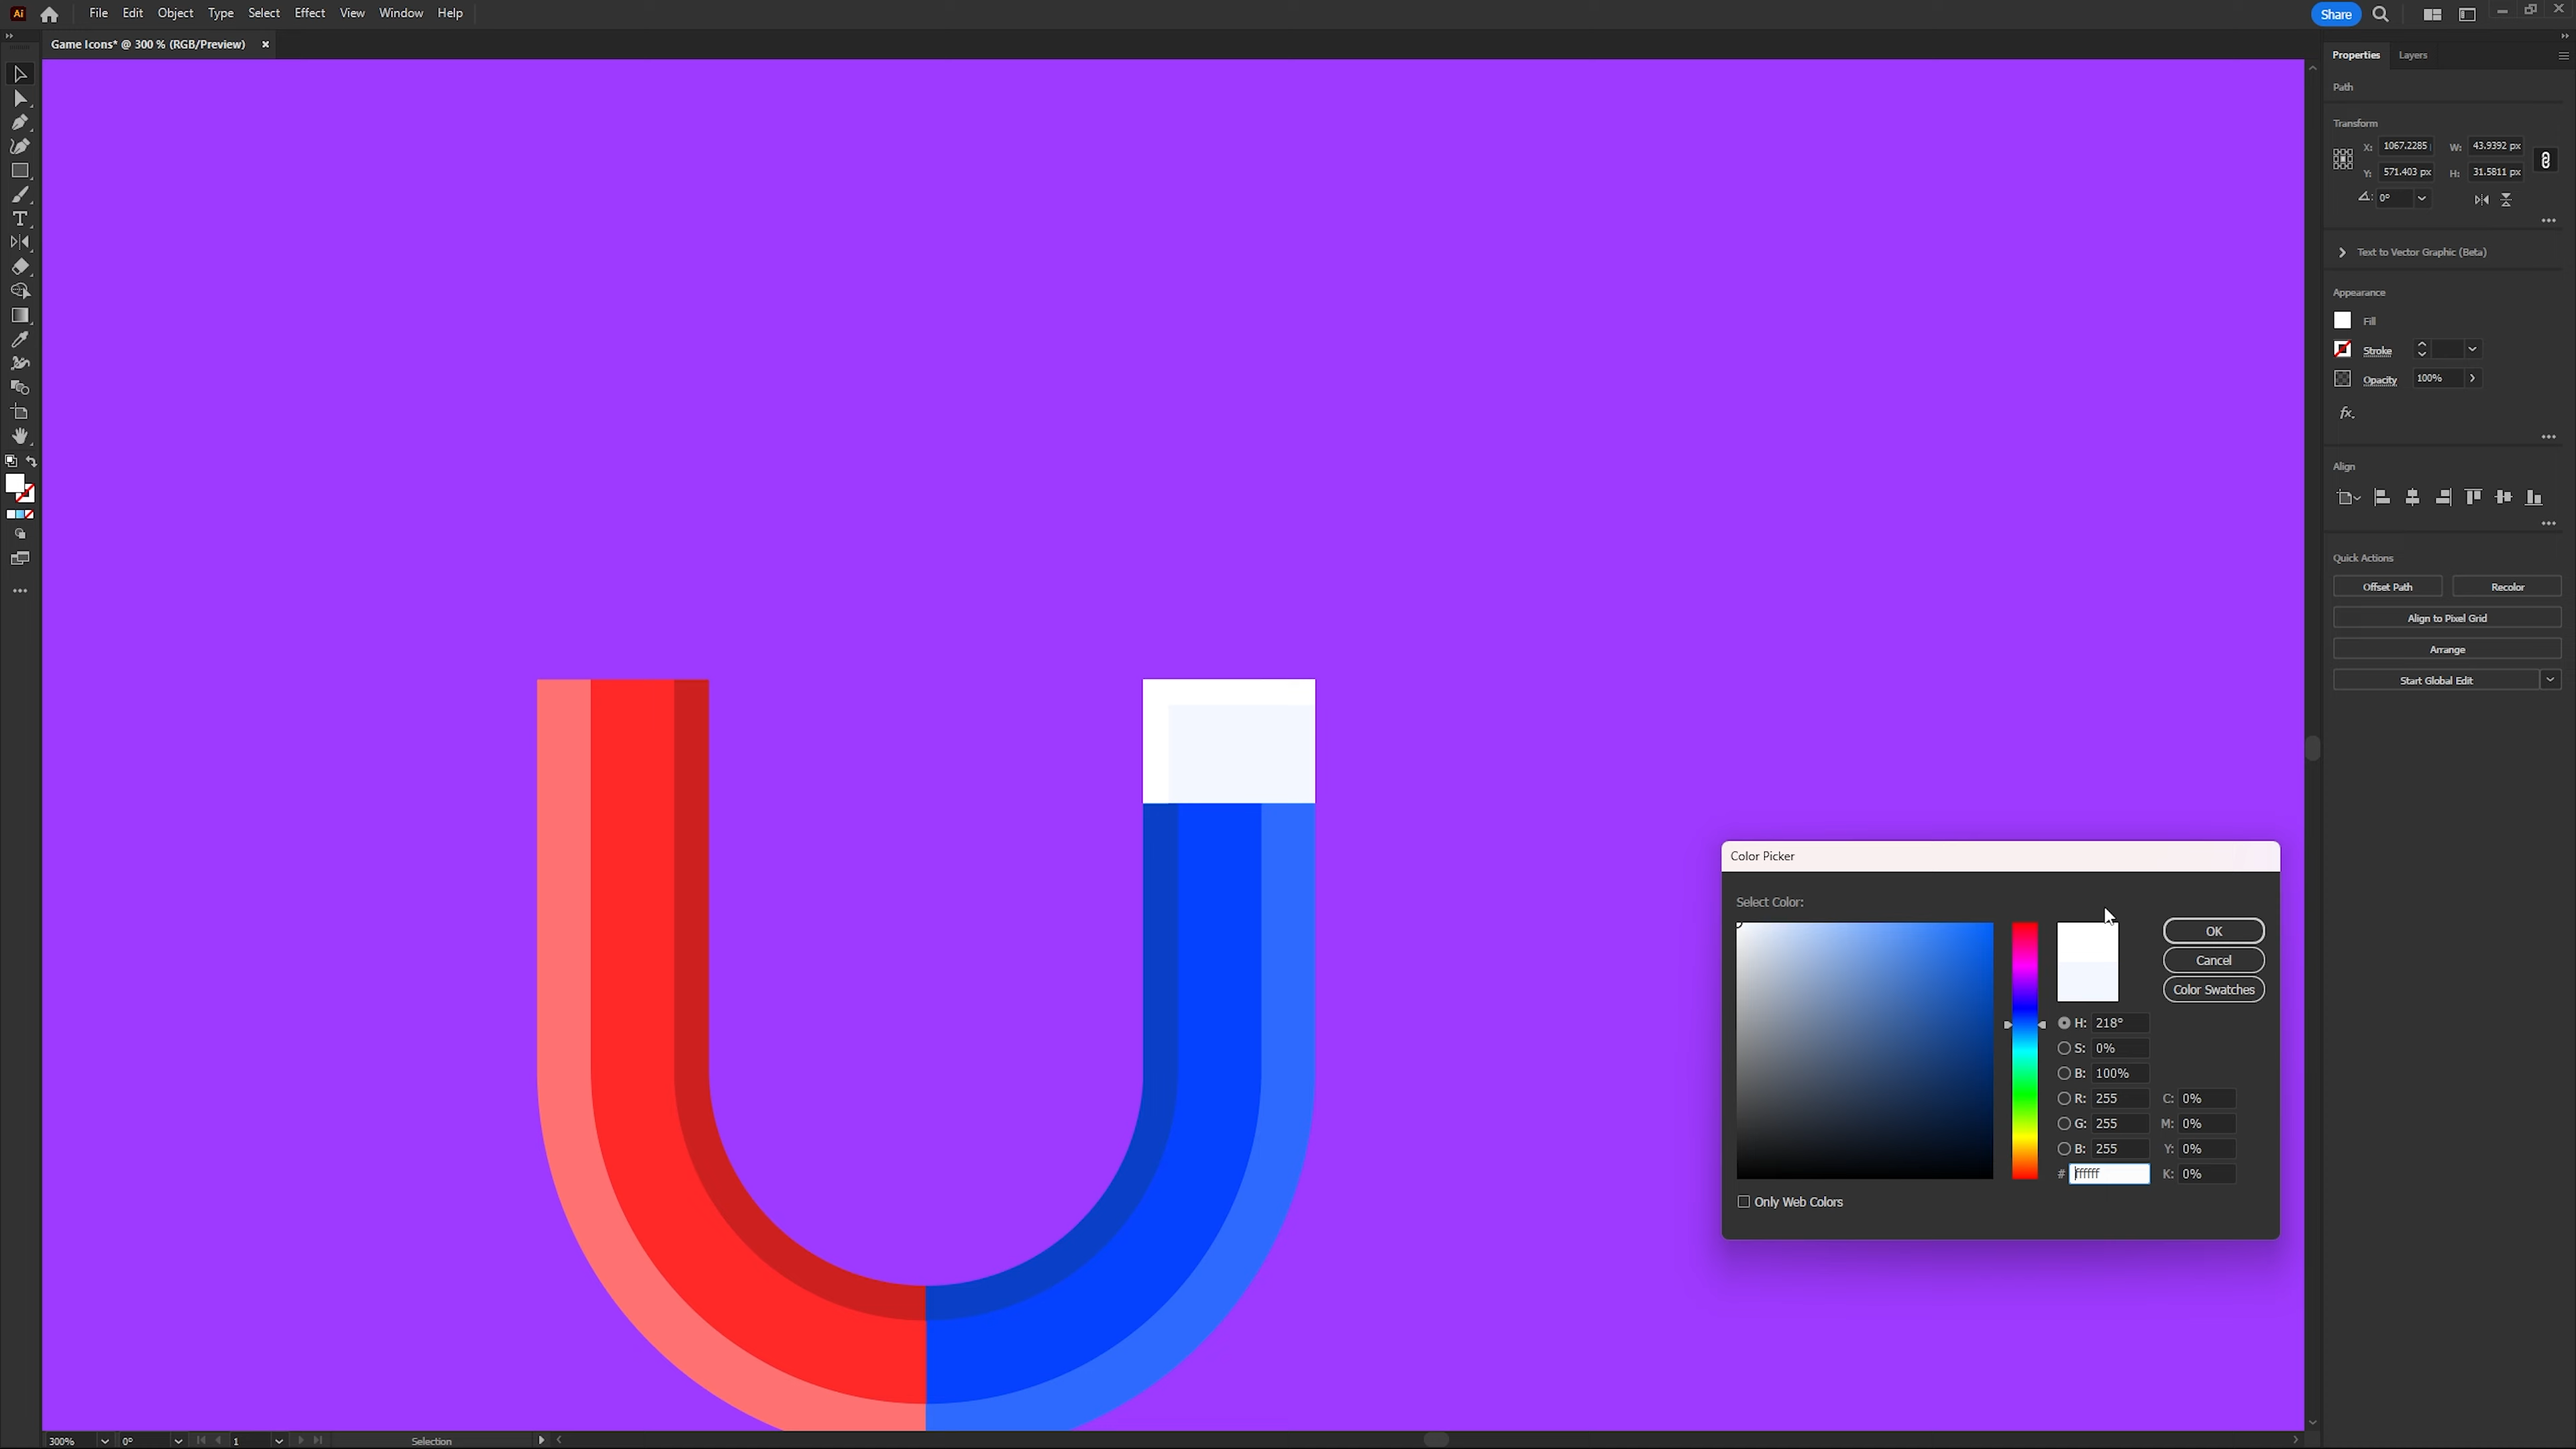 Ai File Edit Object Type Select Effect View Window Help Share
Game Icons* @ 300 % (RGB/Preview) ×
Properties Layers
Path
Transform
X: 1067.2285 W: 43.9392 px
Y: 571.403 px H: 31.5811 px
0°
Text to Vector Graphic (Beta)
Appearance
Fill
Stroke
Opacity 100%
fx.
Align
Quick Actions
Offset Path Recolor
Align to Pixel Grid
Arrange
Start Global Edit
Color Picker
Select Color:
OK
Cancel
Color Swatches
H: 218°
S: 0%
B: 100%
R: 255 C: 0%
G: 255 M: 0%
B: 255 Y: 0%
# ffffff K: 0%
Only Web Colors
300% 0° 1 Selection